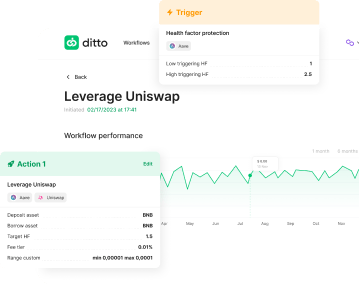 Trigger
Health factor protection
Aave
Low triggering HF 1
High triggering HF 2.5
ditto
Workflows
Back
Leverage Uniswap
Initiated 02/17/2023 at 17:41
Workflow performance
1 month 3 months
Action 1 Edit
Leverage Uniswap
Aave Uniswap
Deposit asset BNB
Borrow asset BNB
Target HF 1.5
Fee tier 0.01%
Range custom min 0,00001 max 0,0001
Apr May Jun Jul Aug Sep Oct Nov